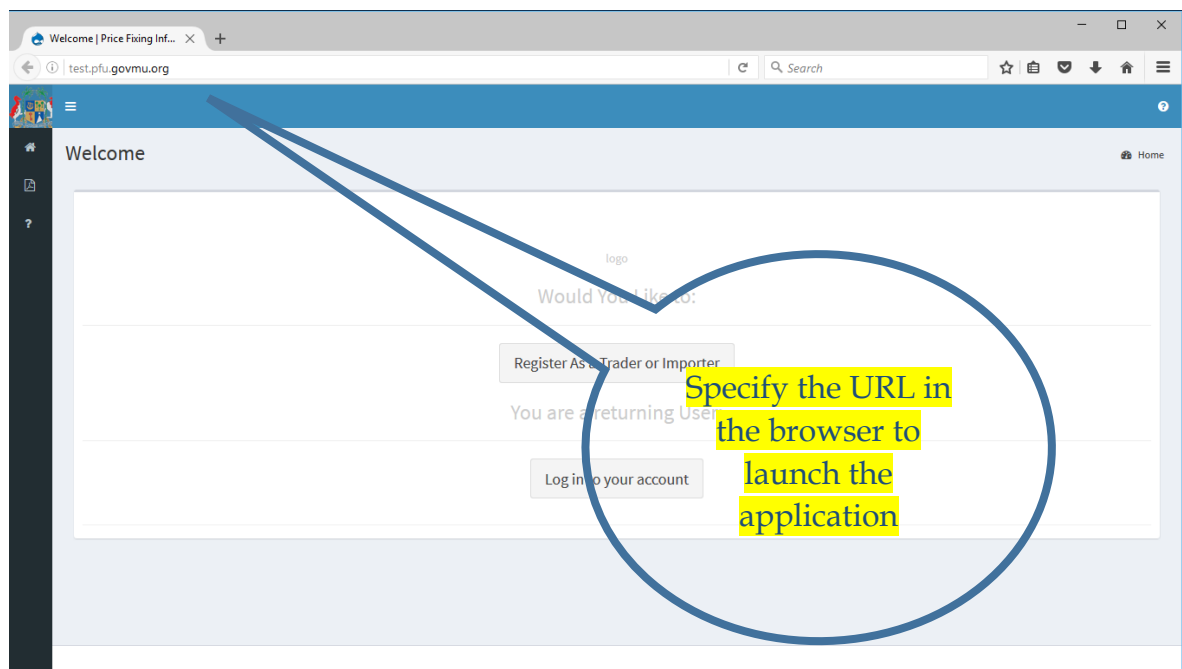 Welcome | Price Fixing Inf...
test.pfu.govmu.org
Search
Welcome
Home
logo
Would You Like to:
Register As a Trader or Importer
You are a returning User
Log in to your account
Specify the URL in
the browser to
launch the
application